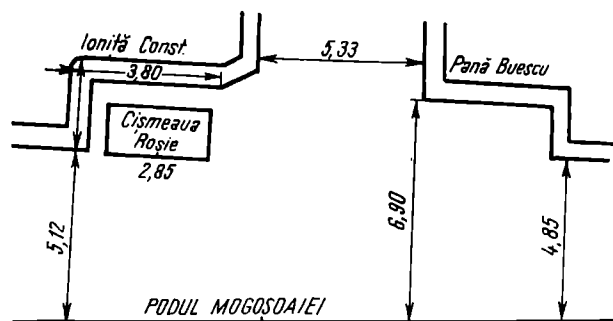 Ioniță Const.
5,33
3,80
Pană Buescu
Cișmeaua
Roșie
2,85
5,12
6,90
4,85
PODUL MOGOȘOAIEI